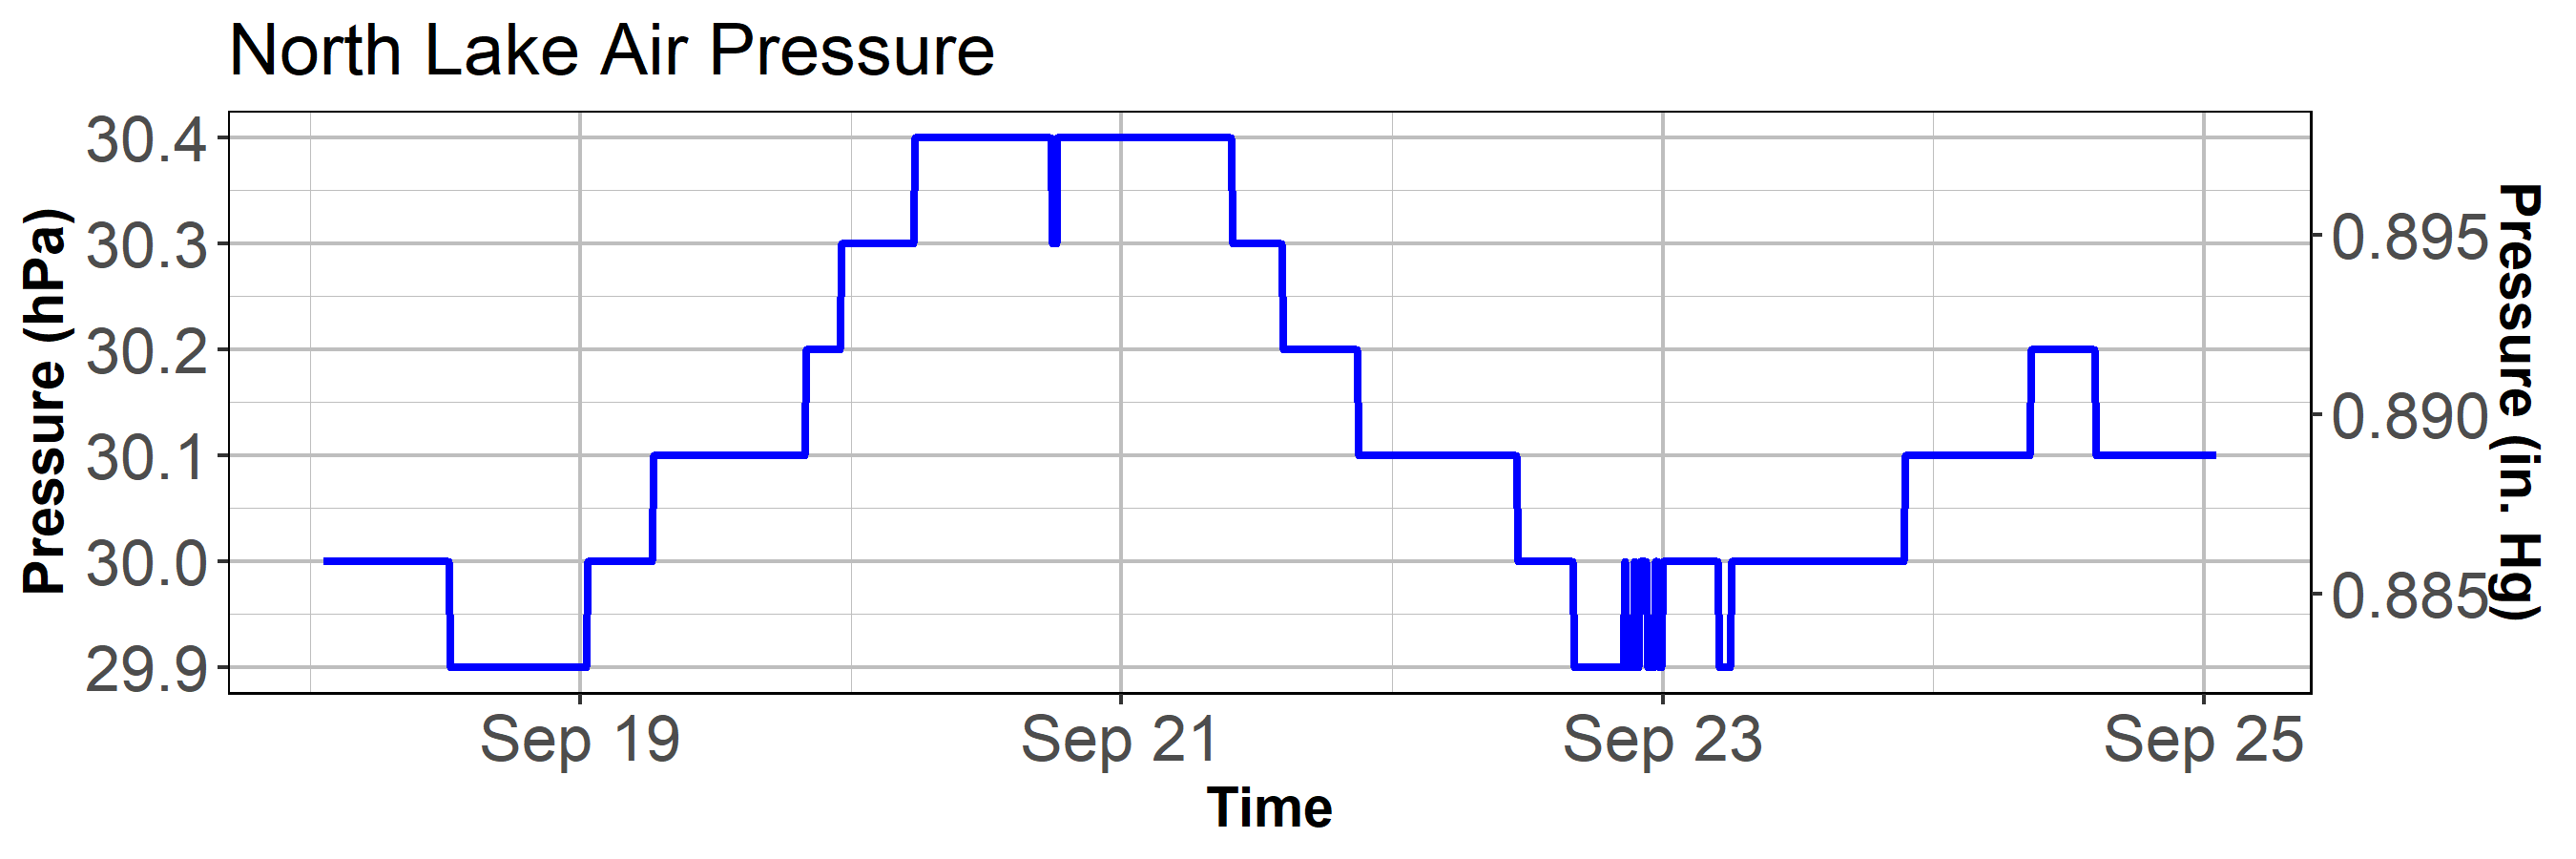 North Lake Air Pressure
Pressure (hPa)
30.4
30.3
30.2
30.1
30.0
29.9
0.895
0.890
0.885
Pressure (in. Hg)
Sep 19
Sep 21
Sep 23
Sep 25
Time